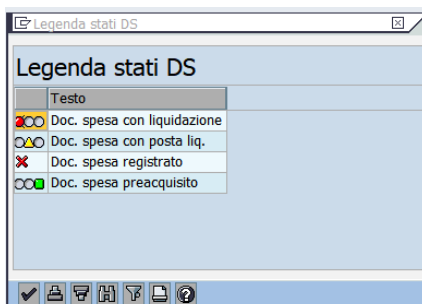 Legenda stati DS
Legenda stati DS
Testo
Doc. spesa con liquidazione
Doc. spesa con posta liq.
Doc. spesa registrato
Doc. spesa preacquisito